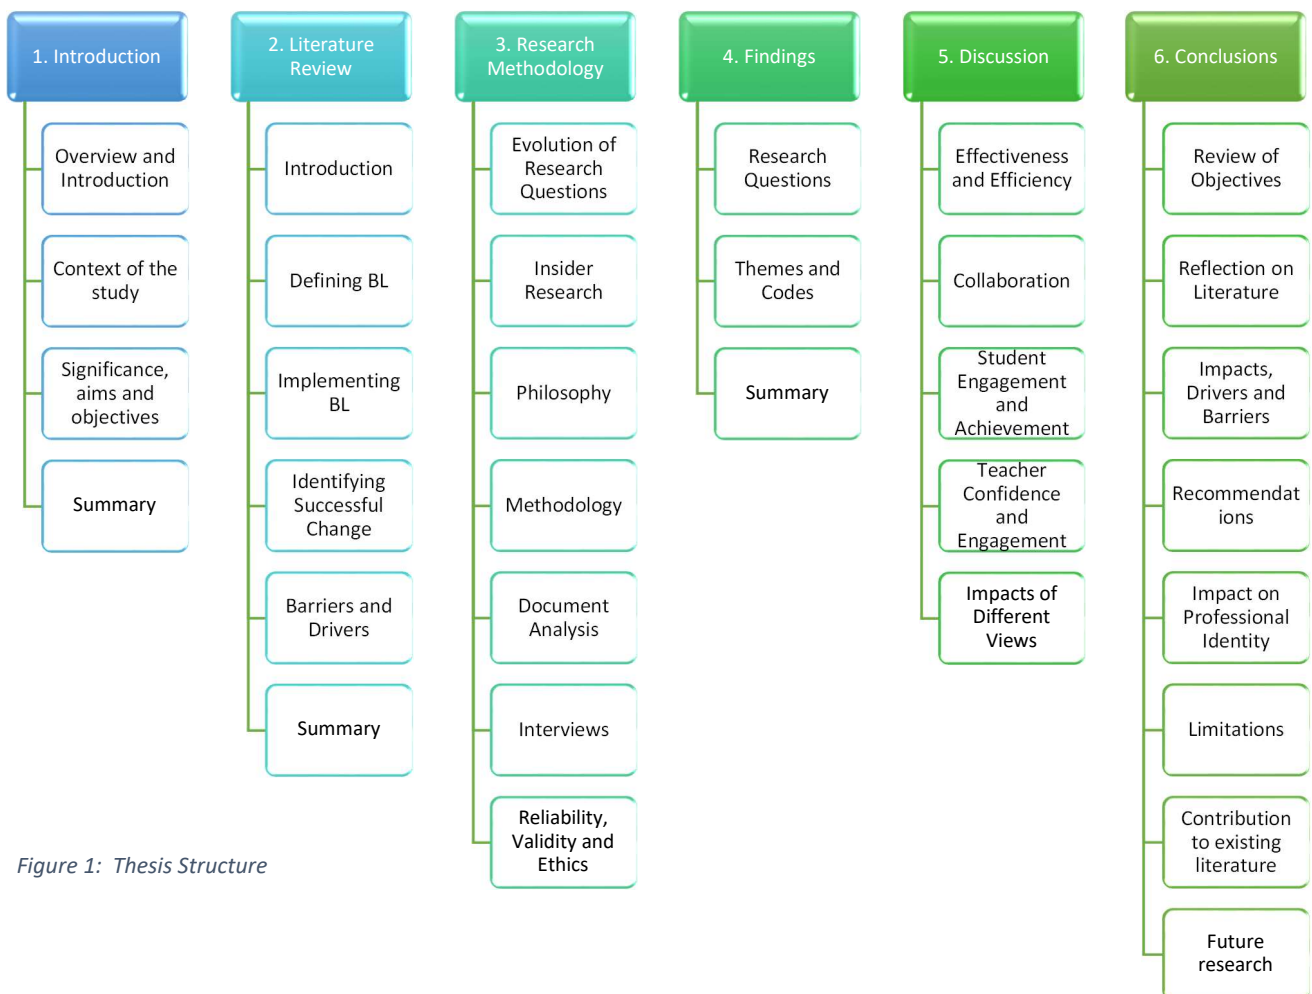 1. Introduction
Overview and
Introduction
Context of the
study
Significance,
aims and
objectives
Summary
2. Literature
Review
Introduction
Defining BL
Implementing
BL
Identifying
Successful
Change
Barriers and
Drivers
Summary
3. Research
Methodology
Evolution of
Research
Questions
Insider
Research
Philosophy
Methodology
Document
Analysis
Interviews
Reliability,
Validity and
Ethics
4. Findings
Research
Questions
Themes and
Codes
Summary
5. Discussion
Effectiveness
and Efficiency
Collaboration
Student
Engagement
and
Achievement
Teacher
Confidence
and
Engagement
Impacts of
Different
Views
6. Conclusions
Review of
Objectives
Reflection on
Literature
Impacts,
Drivers and
Barriers
Recommendat
ions
Impact on
Professional
Identity
Limitations
Contribution
to existing
literature
Future
research
Figure 1: Thesis Structure